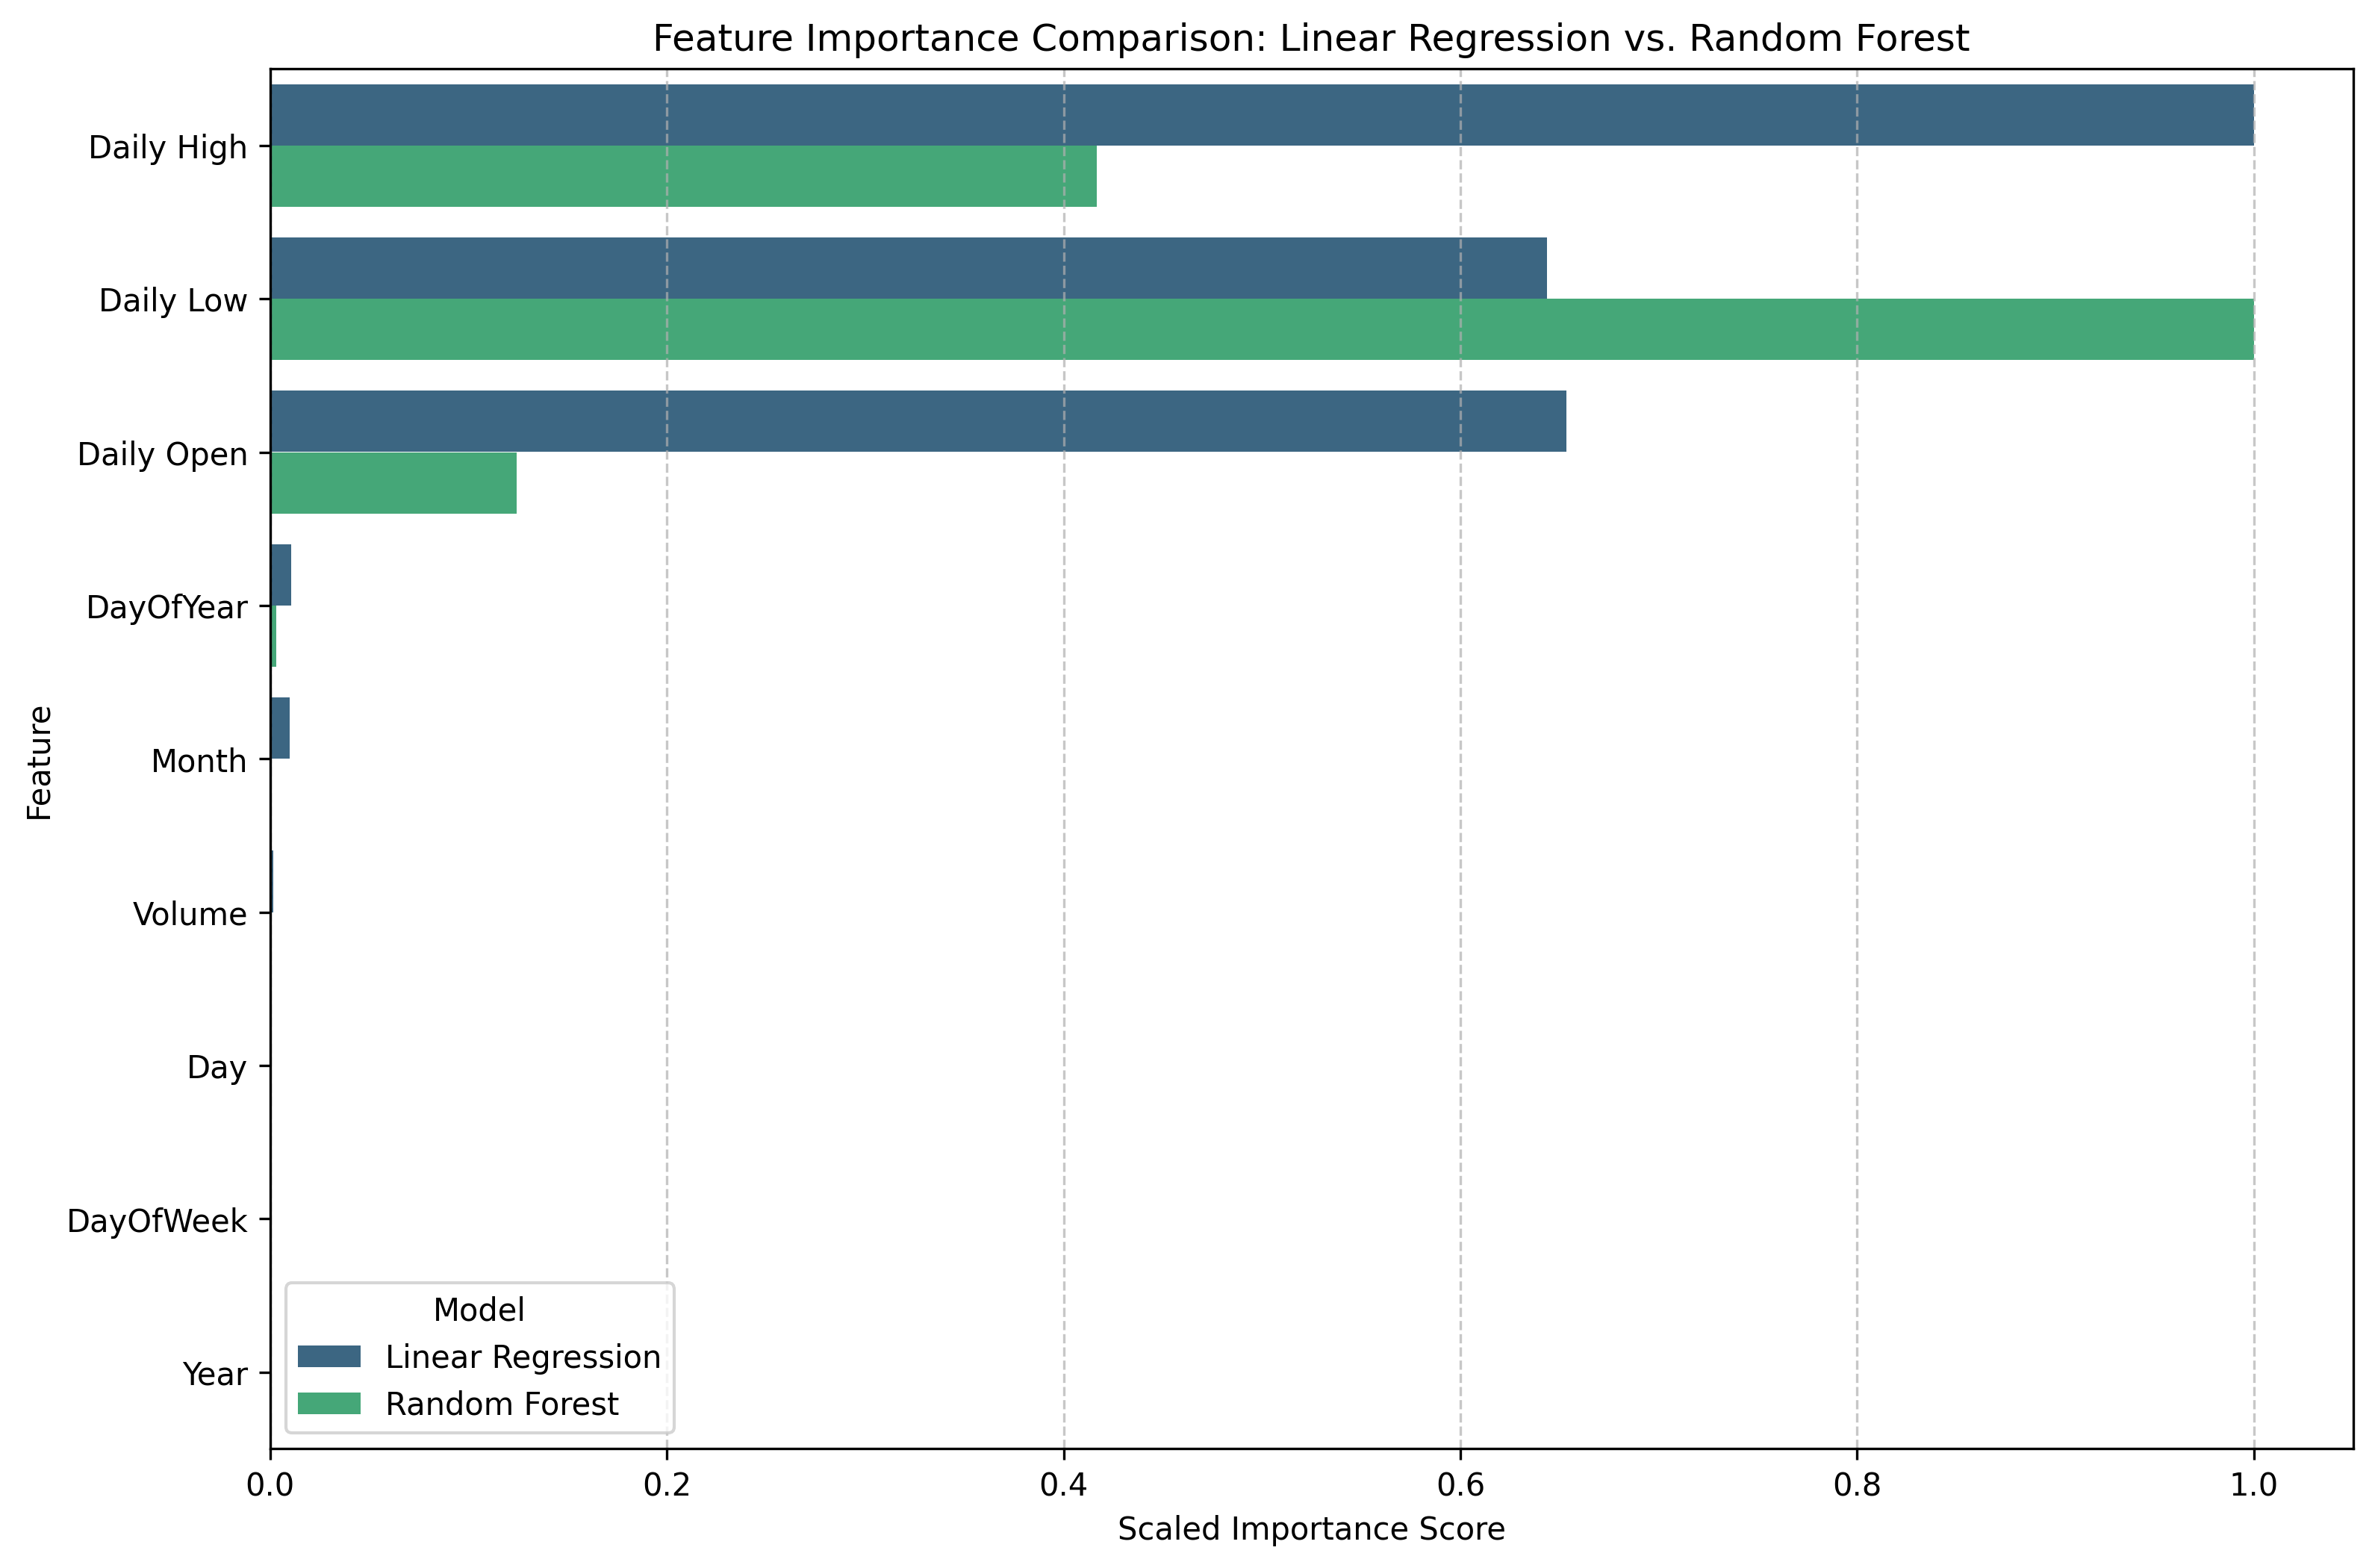 Feature Importance Comparison: Linear Regression vs. Random Forest
Daily High
Daily Low
Daily Open
DayOfYear
Month
Volume
Day
DayOfWeek
Year
Feature
Model
Linear Regression
Random Forest
0.0 0.2 0.4 0.6 0.8 1.0
Scaled Importance Score